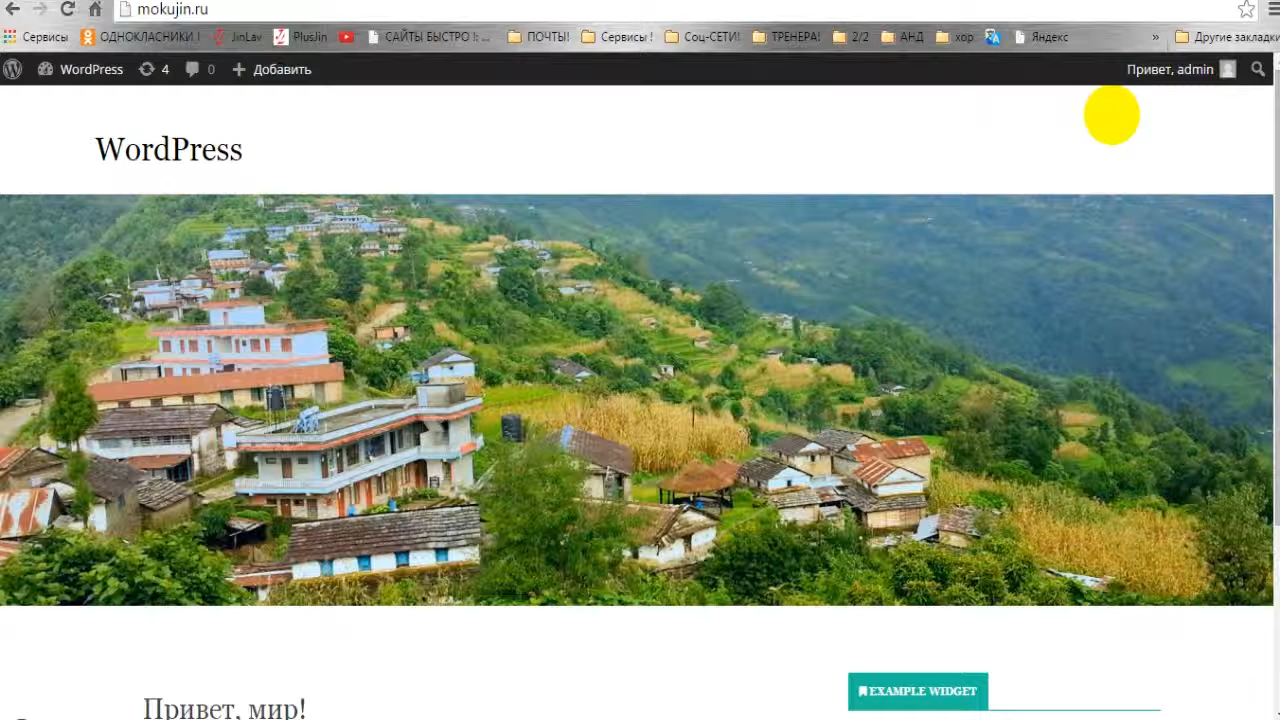 mokujin.ru
Сервисы ОДНОКЛАСНИКИ ! JinLav PlusJin САЙТЫ БЫСТРО !: ... ПОЧТЫ! Сервисы ! Соц-СЕТИ! ТРЕНЕРА! 2/2 АНД хор Яндекс » Другие закладки
WordPress 4 0 + Добавить Привет, admin
WordPress
Привет, мир!
EXAMPLE WIDGET